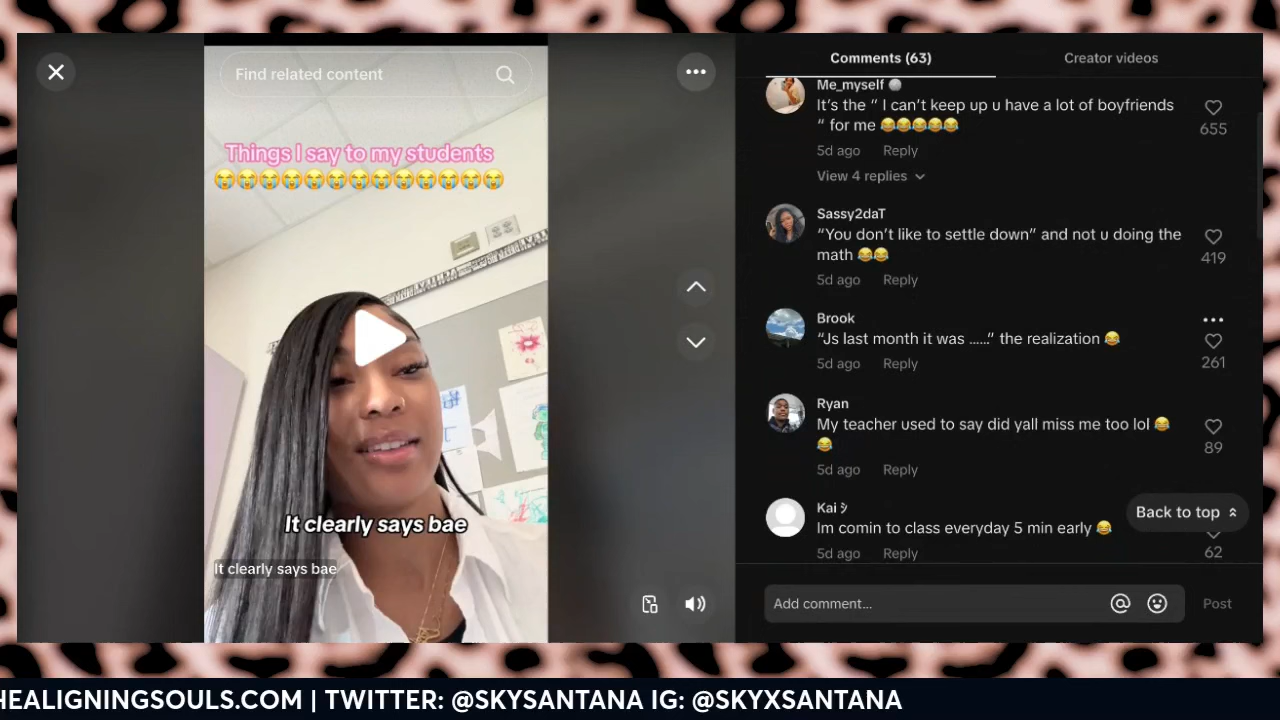 Find related content
Things I say to my students
😭😭😭😭😭😭😭😭😭😭😭😭😭
It clearly says bae
It clearly says bae
Comments (63)
Creator videos
Me_myself 🌑
It’s the “ I can’t keep up u have a lot of boyfriends
“ for me 😂😂😂😂😂
655
5d ago Reply
View 4 replies
Sassy2daT
“You don’t like to settle down” and not u doing the
math 😂😂
419
5d ago Reply
Brook
“Js last month it was ……” the realization 😂
261
5d ago Reply
Ryan
My teacher used to say did yall miss me too lol 😂
😂
89
5d ago Reply
Kai シ
Im comin to class everyday 5 min early 😂
62
5d ago Reply
Back to top
Add comment...
Post
HEALIGNINGSOULS.COM | TWITTER: @SKYSANTANA IG: @SKYXSANTANA